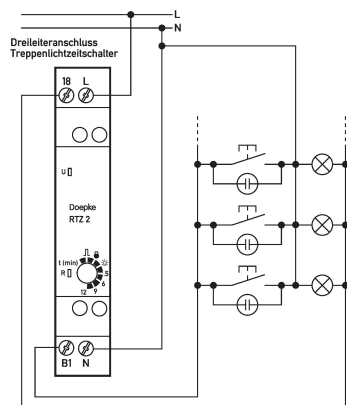 L
N
Dreileiteranschluss
Treppenlichtzeitschalter
18 L
U
Doepke
RTZ 2
t (min)
R
.5
6
9
12
B1 N